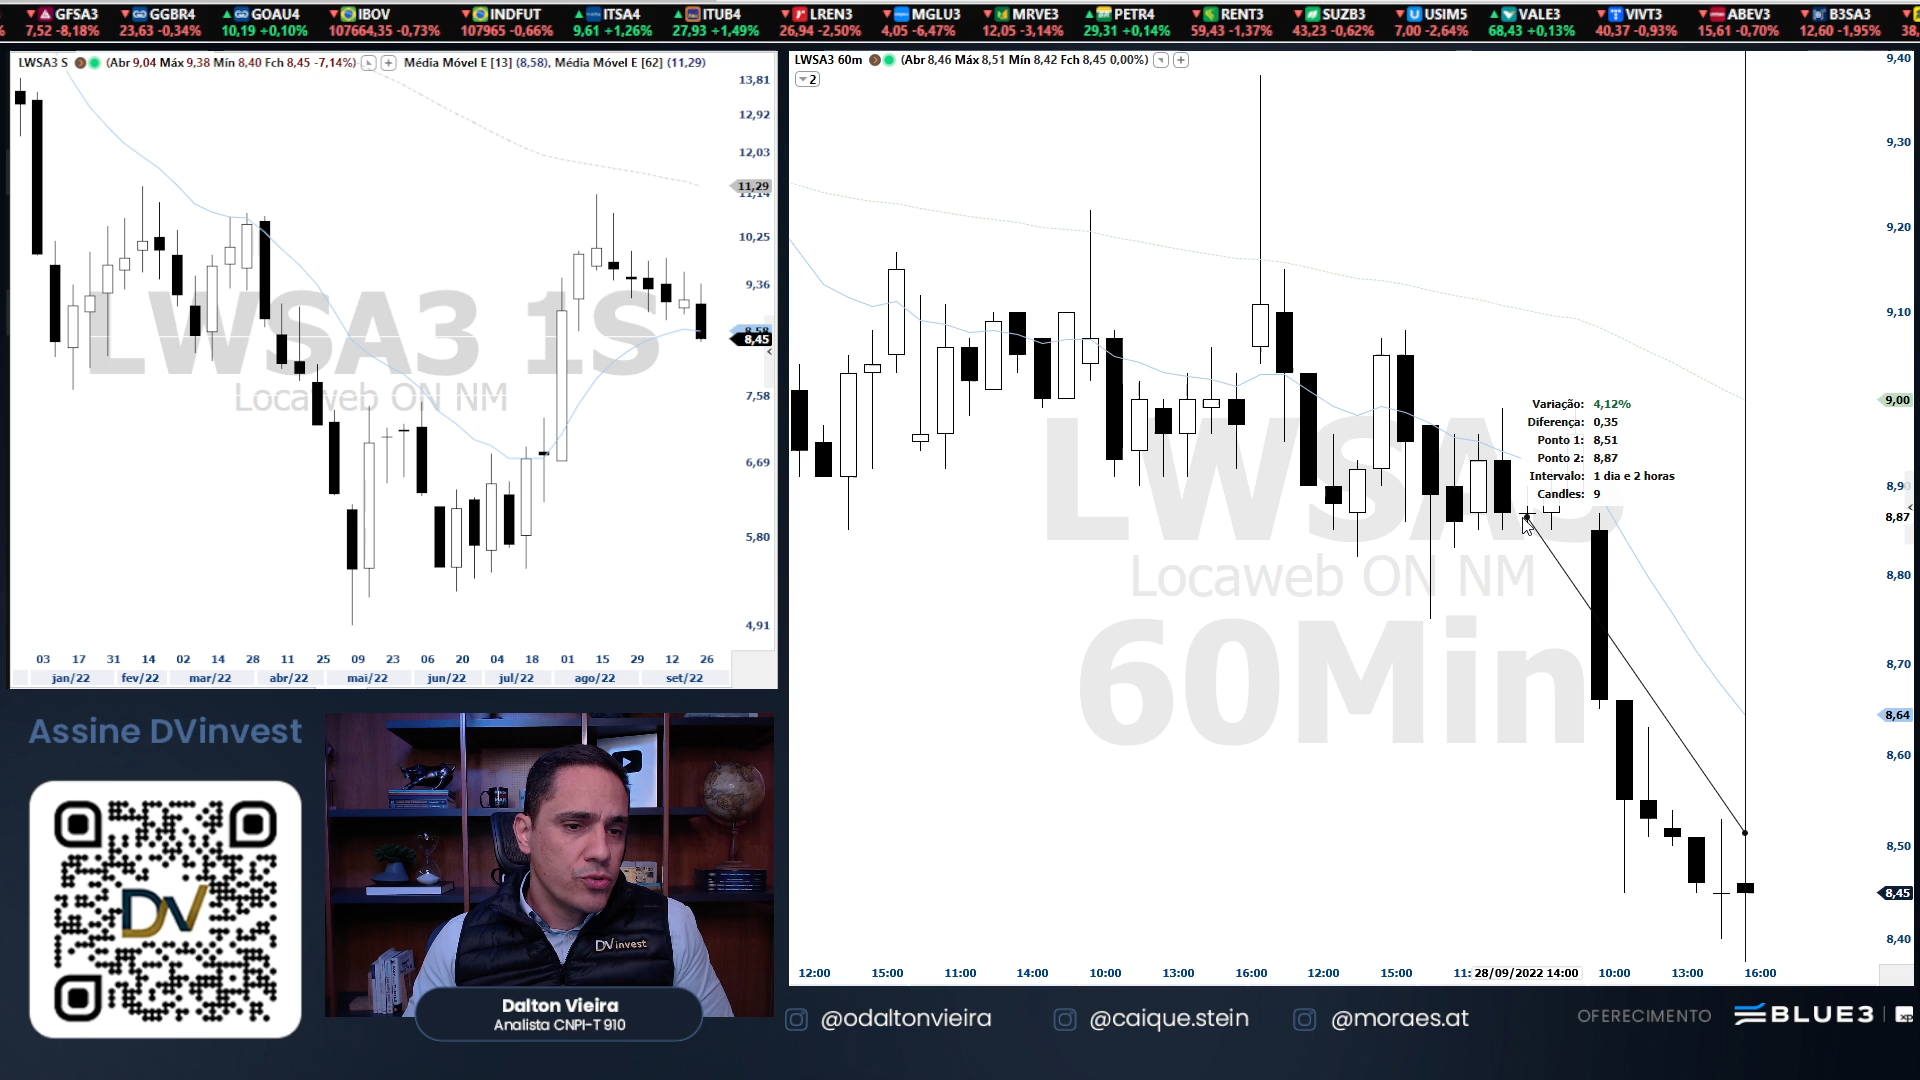 GFSA3 GGBR4 GOAU4 IBOV INDFUT ITSA4 ITUB4 LREN3 MGLU3 MRVE3 PETR4 RENT3 SUZB3 USIM5 VALE3 VIVT3 ABEV3 B3SA3
7,52 -8,18% 23,63 -0,34% 10,19 +0,10% 107664,35 -0,73% 107965 -0,66% 9,61 +1,26% 27,93 +1,49% 26,94 -2,50% 4,05 -6,47% 12,05 -3,14% 29,31 +0,14% 59,43 -1,37% 43,23 -0,62% 7,00 -2,64% 68,43 +0,13% 40,37 -0,93% 15,61 -0,70% 12,60 -1,95% 38,
LWSA3 S (Abr 9,04 Máx 9,38 Mín 8,40 Fch 8,45 -7,14%) Média Móvel E [13] (8,58), Média Móvel E [62] (11,29)
13,81
12,92
12,03
11,29
11,14
10,25
9,36
8,58
8,45
7,58
6,69
5,80
4,91
LWSA3 1S
Locaweb ON NM
03 17 31 14 02 14 28 11 25 09 23 06 20 04 18 01 15 29 12 26
jan/22 fev/22 mar/22 abr/22 mai/22 jun/22 jul/22 ago/22 set/22
LWSA3 60m (Abr 8,46 Máx 8,51 Mín 8,42 Fch 8,45 0,00%)
2
9,40
9,30
9,20
9,10
9,00
8,9
8,87
8,80
8,70
8,64
8,60
8,50
8,45
8,40
LWSA3
Locaweb ON NM
60Min
Variação: 4,12%
Diferença: 0,35
Ponto 1: 8,51
Ponto 2: 8,87
Intervalo: 1 dia e 2 horas
Candles: 9
12:00 15:00 11:00 14:00 10:00 13:00 16:00 12:00 15:00 11: 28/09/2022 14:00 10:00 13:00 16:00
Assine DVinvest
DV
DVinvest
Dalton Vieira
Analista CNPI-T 910
@odaltonvieira
@caique.stein
@moraes.at
OFERECIMENTO BLUE3 xp